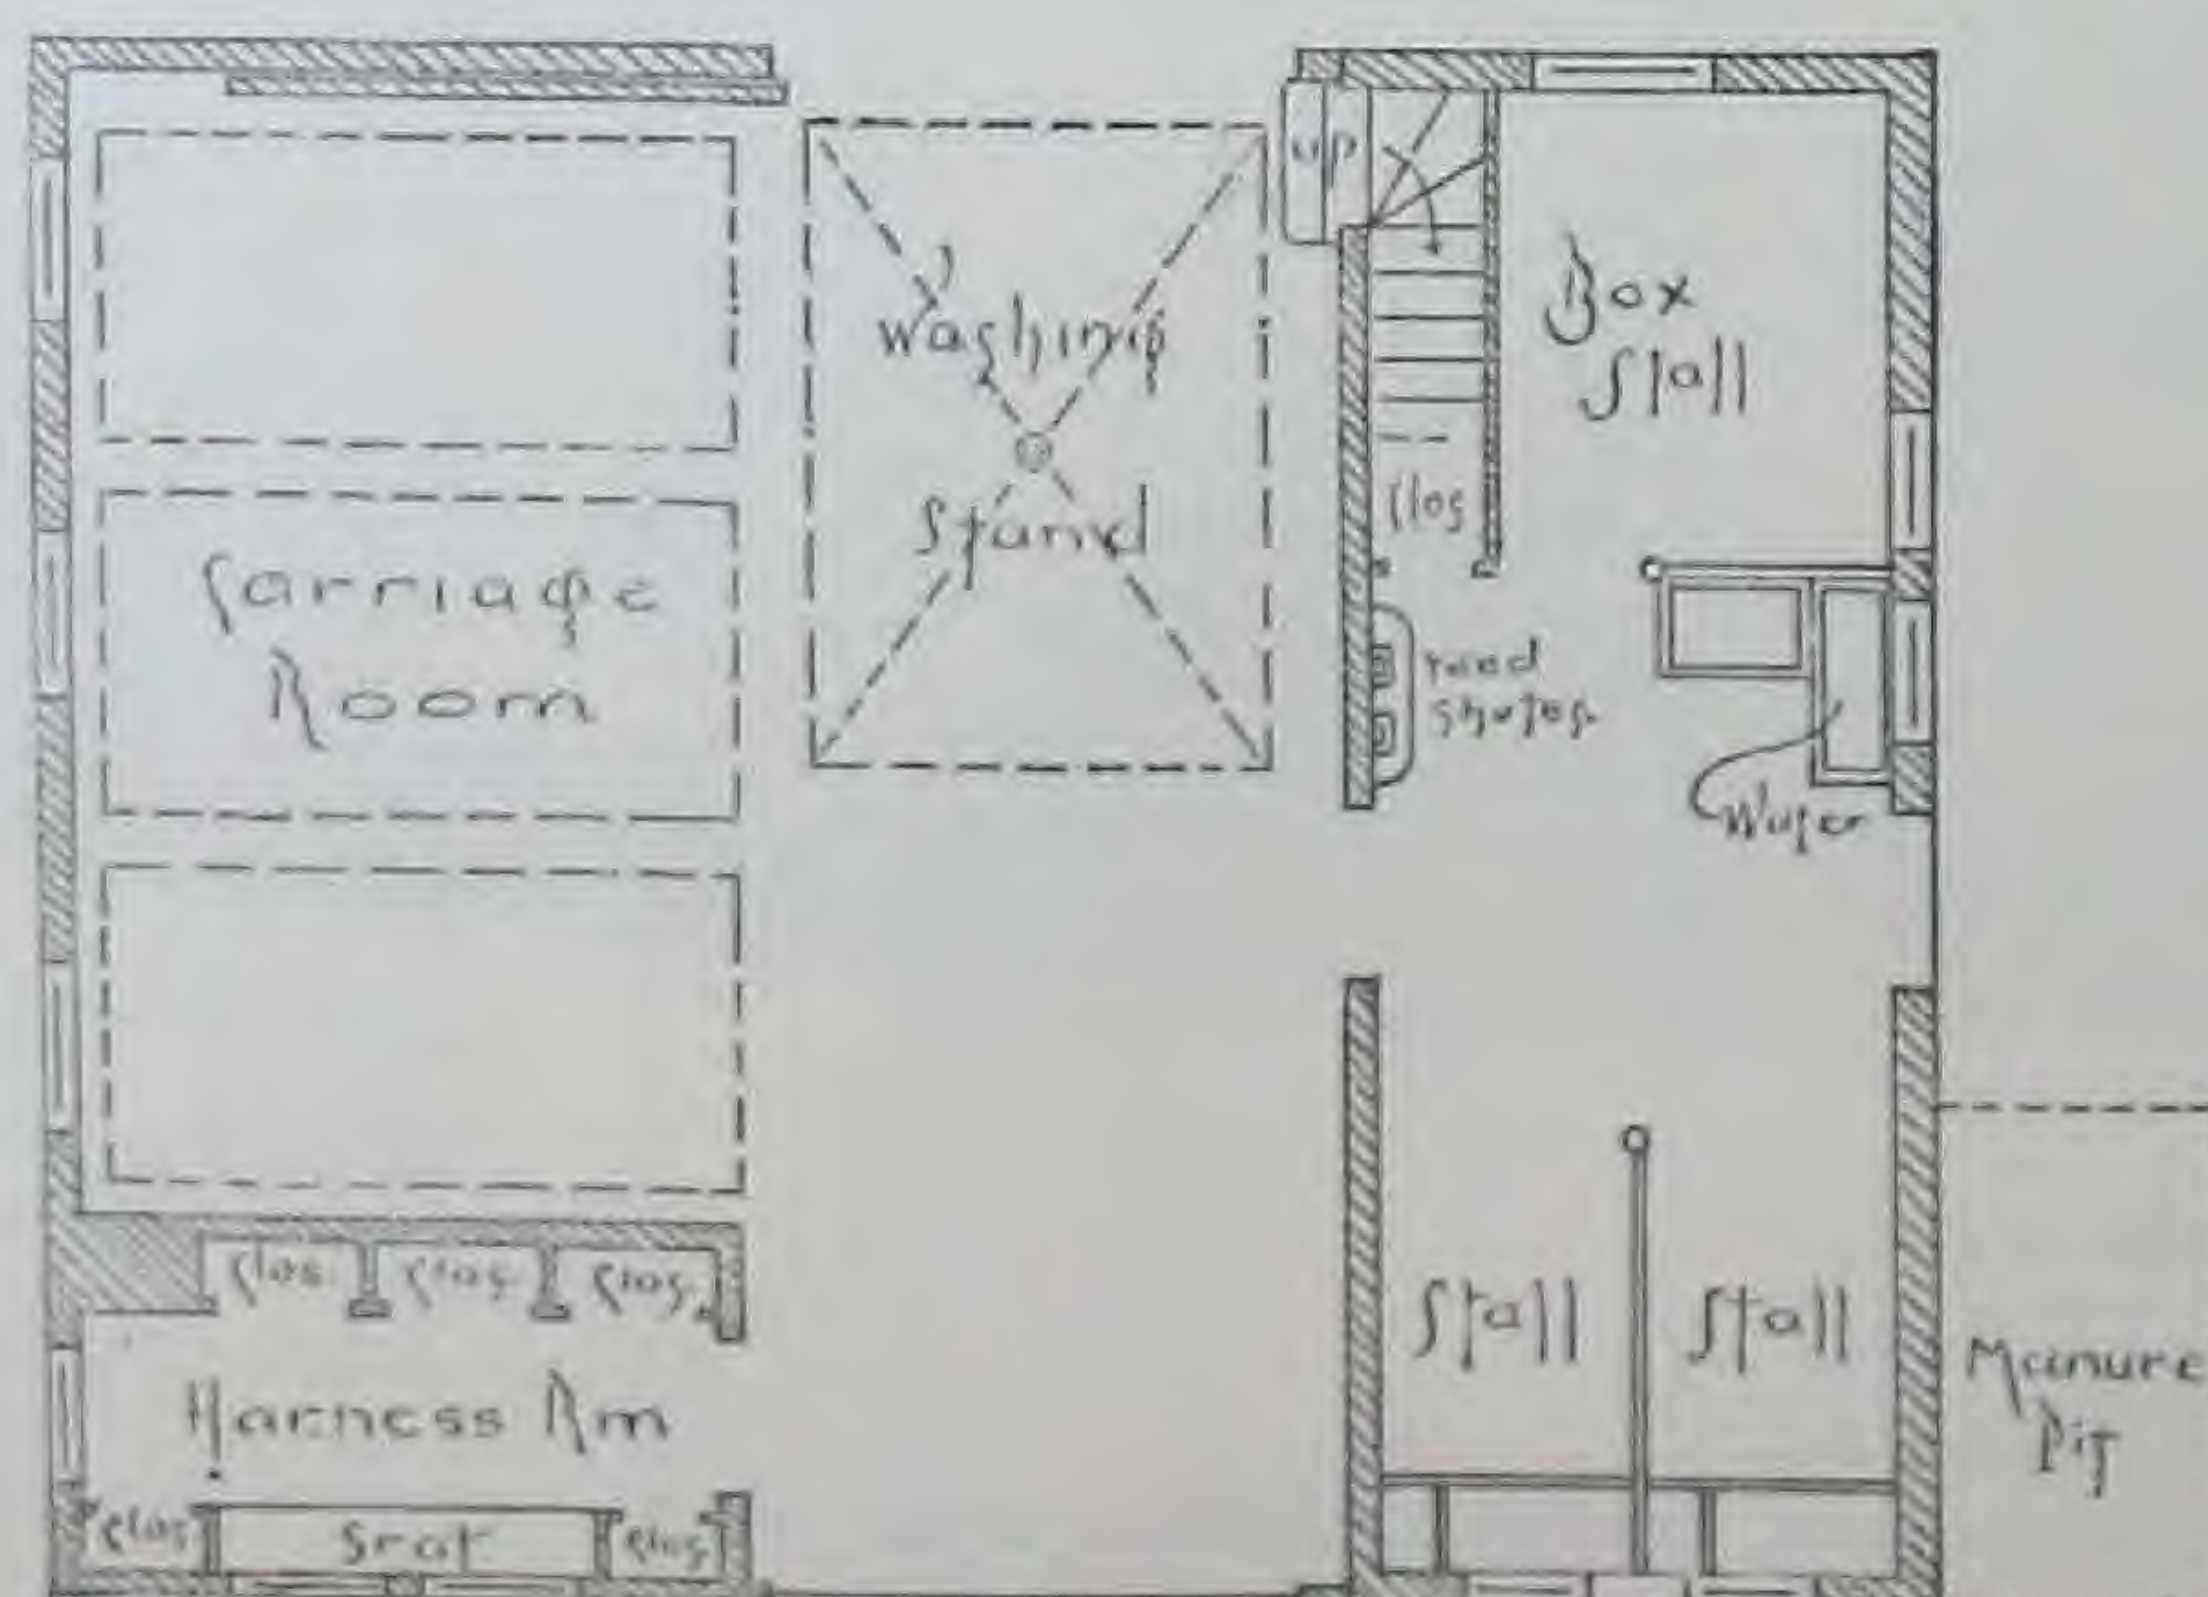 up
Washing
Stand
Box
Stall
Clos
Carriage
Room
Feed
Shutes.
Water
Clos.
Clos.
Clos.
Harness Rm
Stall
Stall
Manure
Pit
Clos
Seat
Clos